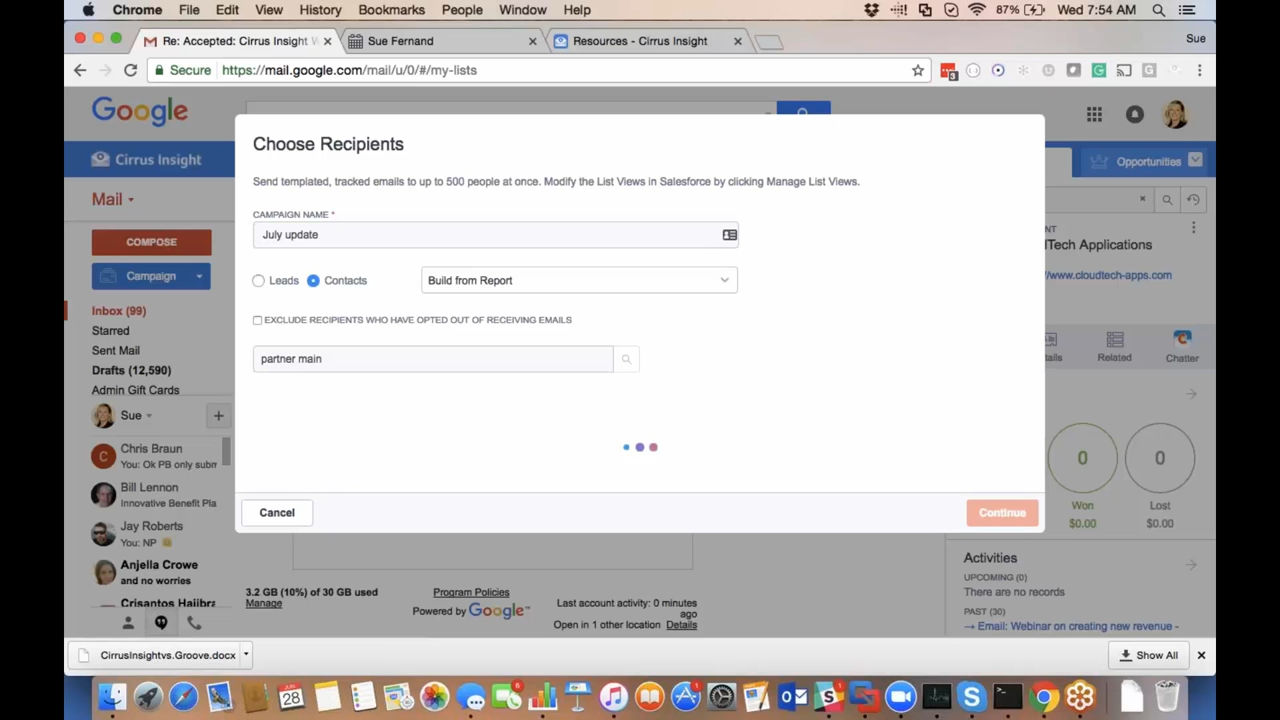 Chrome File Edit View History Bookmarks People Window Help 87% Wed 7:54 AM
Re: Accepted: Cirrus Insight W Sue Fernand Resources - Cirrus Insight Sue
Secure https://mail.google.com/mail/u/0/#/my-lists 3
Google
Cirrus Insight
Opportunities
Mail
COMPOSE
Campaign
Inbox (99)
Starred
Sent Mail
Drafts (12,590)
Admin Gift Cards
Sue
Chris Braun
You: Ok PB only subm
Bill Lennon
Innovative Benefit Pla
Jay Roberts
You: NP
Anjella Crowe
and no worries
Choose Recipients
Send templated, tracked emails to up to 500 people at once. Modify the List Views in Salesforce by clicking Manage List Views.
CAMPAIGN NAME *
July update
Leads Contacts Build from Report
EXCLUDE RECIPIENTS WHO HAVE OPTED OUT OF RECEIVING EMAILS
partner main
Cancel Continue
NT
dTech Applications
//www.cloudtech-apps.com
tails Related Chatter
0 0
Won Lost
$0.00 $0.00
Activities
UPCOMING (0)
There are no records
PAST (30)
→ Email: Webinar on creating new revenue -
3.2 GB (10%) of 30 GB used
Manage
Program Policies
Powered by Google™
Last account activity: 0 minutes
ago
Open in 1 other location Details
CirrusInsightvs.Groove.docx Show All
JUN
28